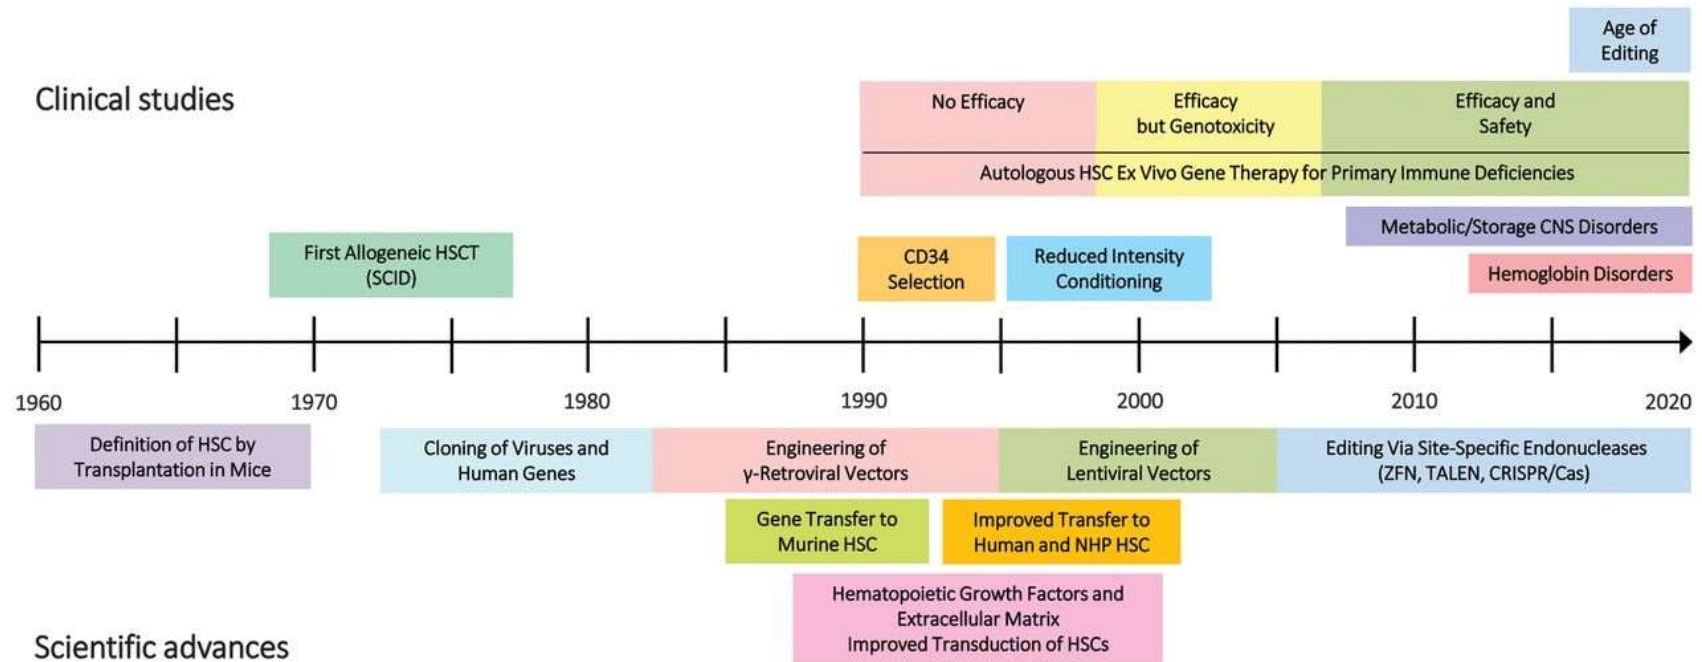 Age of
Editing
Clinical studies
No Efficacy
Efficacy
but Genotoxicity
Efficacy and
Safety
Autologous HSC Ex Vivo Gene Therapy for Primary Immune Deficiencies
Metabolic/Storage CNS Disorders
First Allogeneic HSCT
(SCID)
CD34
Selection
Reduced Intensity
Conditioning
Hemoglobin Disorders
1960
1970
1980
1990
2000
2010
2020
Definition of HSC by
Transplantation in Mice
Cloning of Viruses and
Human Genes
Engineering of
γ-Retroviral Vectors
Engineering of
Lentiviral Vectors
Editing Via Site-Specific Endonucleases
(ZFN, TALEN, CRISPR/Cas)
Gene Transfer to
Murine HSC
Improved Transfer to
Human and NHP HSC
Hematopoietic Growth Factors and
Extracellular Matrix
Improved Transduction of HSCs
Scientific advances